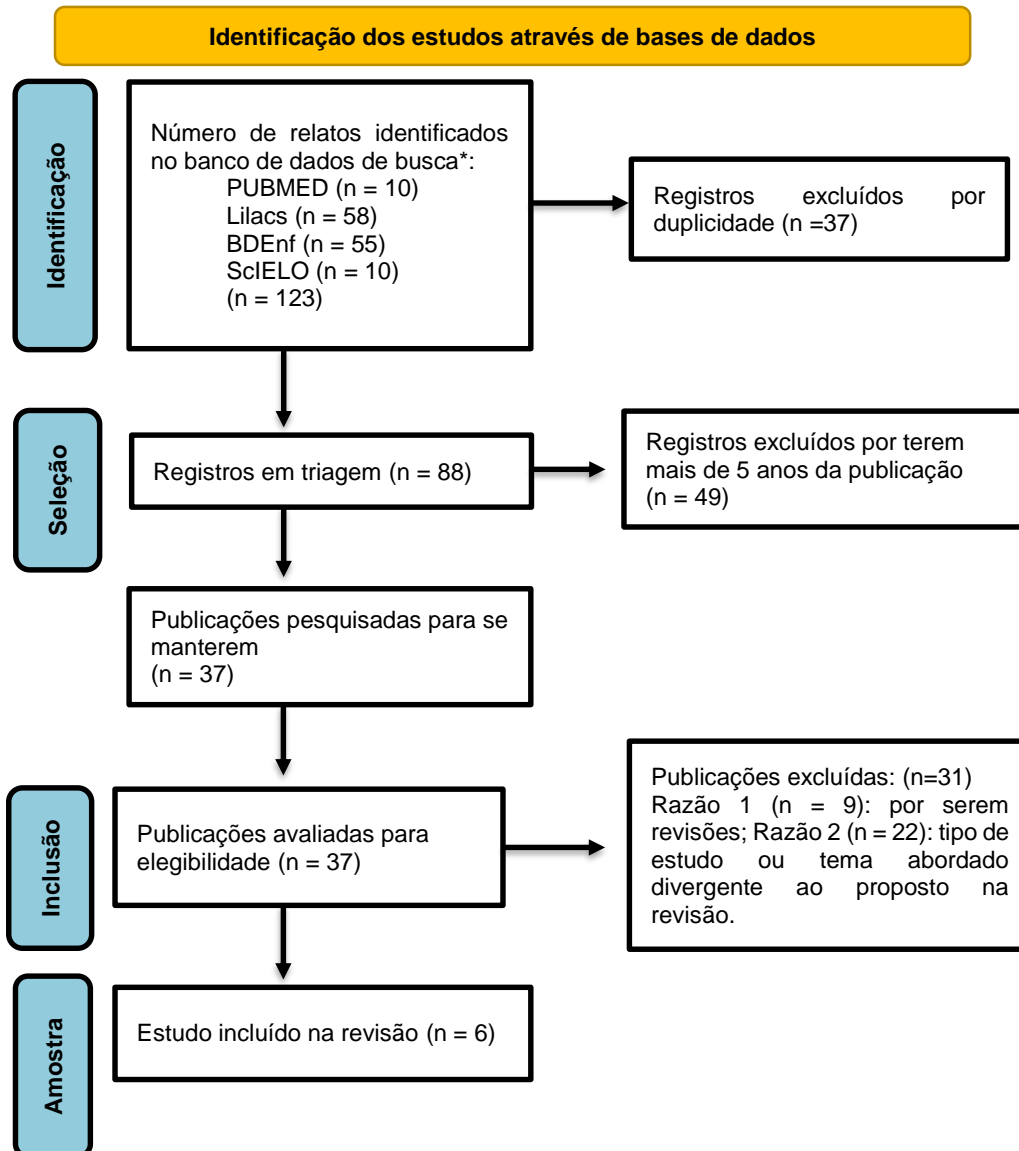 Identificação dos estudos através de bases de dados
Identificação
Número de relatos identificados
no banco de dados de busca*:
PUBMED (n = 10)
Lilacs (n = 58)
BDEnf (n = 55)
ScIELO (n = 10)
(n = 123)
Registros excluídos por
duplicidade (n =37)
Seleção
Registros em triagem (n = 88)
Registros excluídos por terem
mais de 5 anos da publicação
(n = 49)
Publicações pesquisadas para se
manterem
(n = 37)
Inclusão
Publicações avaliadas para
elegibilidade (n = 37)
Publicações excluídas: (n=31)
Razão 1 (n = 9): por serem
revisões; Razão 2 (n = 22): tipo de
estudo ou tema abordado
divergente ao proposto na
revisão.
Amostra
Estudo incluído na revisão (n = 6)